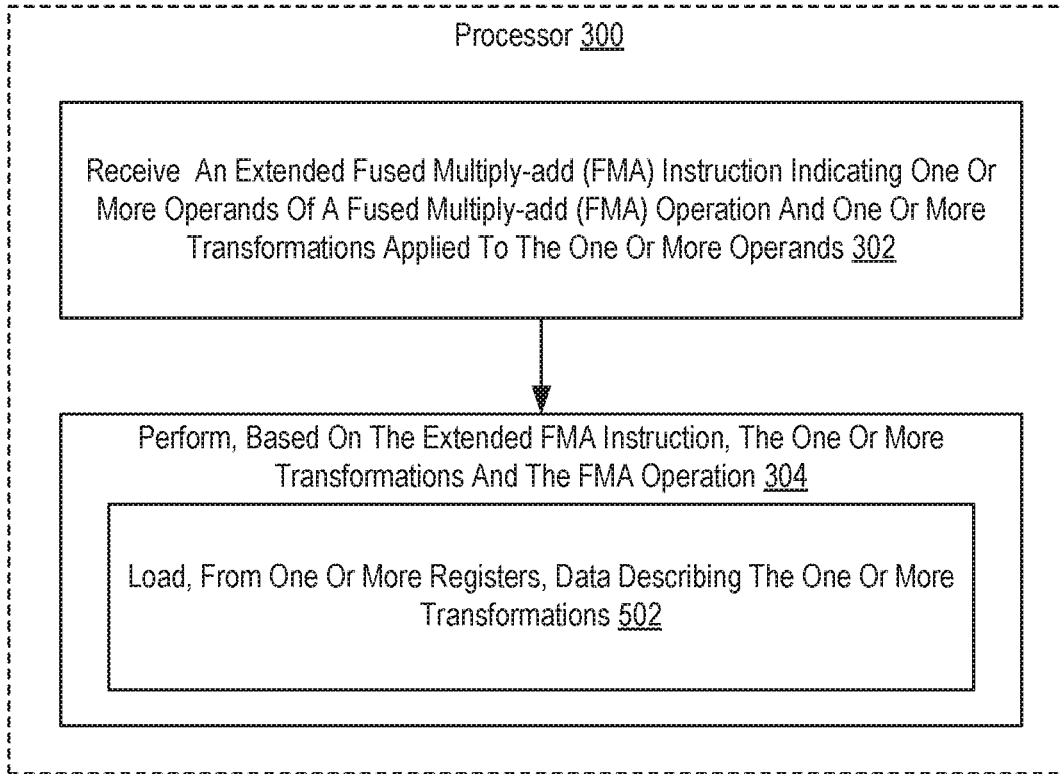 Processor 300
Receive An Extended Fused Multiply-add (FMA) Instruction Indicating One Or
More Operands Of A Fused Multiply-add (FMA) Operation And One Or More
Transformations Applied To The One Or More Operands 302
Perform, Based On The Extended FMA Instruction, The One Or More
Transformations And The FMA Operation 304
Load, From One Or More Registers, Data Describing The One Or More
Transformations 502